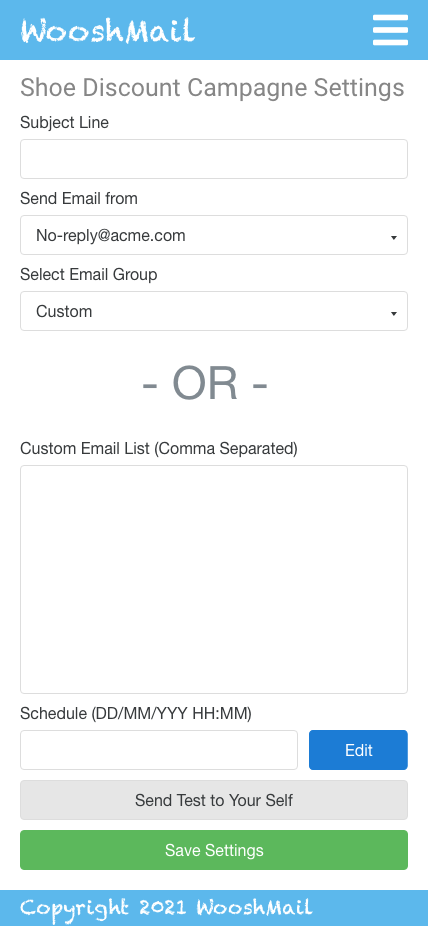 WooshMail
Shoe Discount Campagne Settings
Subject Line
Send Email from
No-reply@acme.com
Select Email Group
Custom
- OR -
Custom Email List (Comma Separated)
Schedule (DD/MM/YYY HH:MM)
Edit
Send Test to Your Self
Save Settings
Copyright 2021 WooshMail